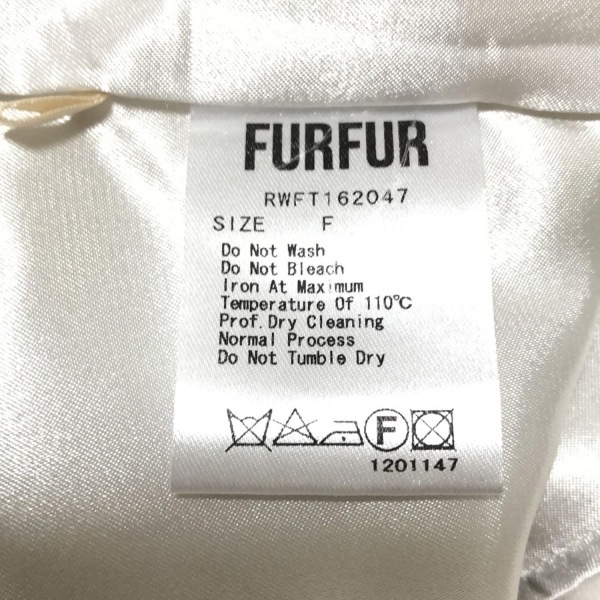 FURFUR
RWFT162047
SIZE F
Do Not Wash
Do Not Bleach
Iron At Maximum
Temperature Of 110℃
Prof.Dry Cleaning
Normal Process
Do Not Tumble Dry
F
1201147